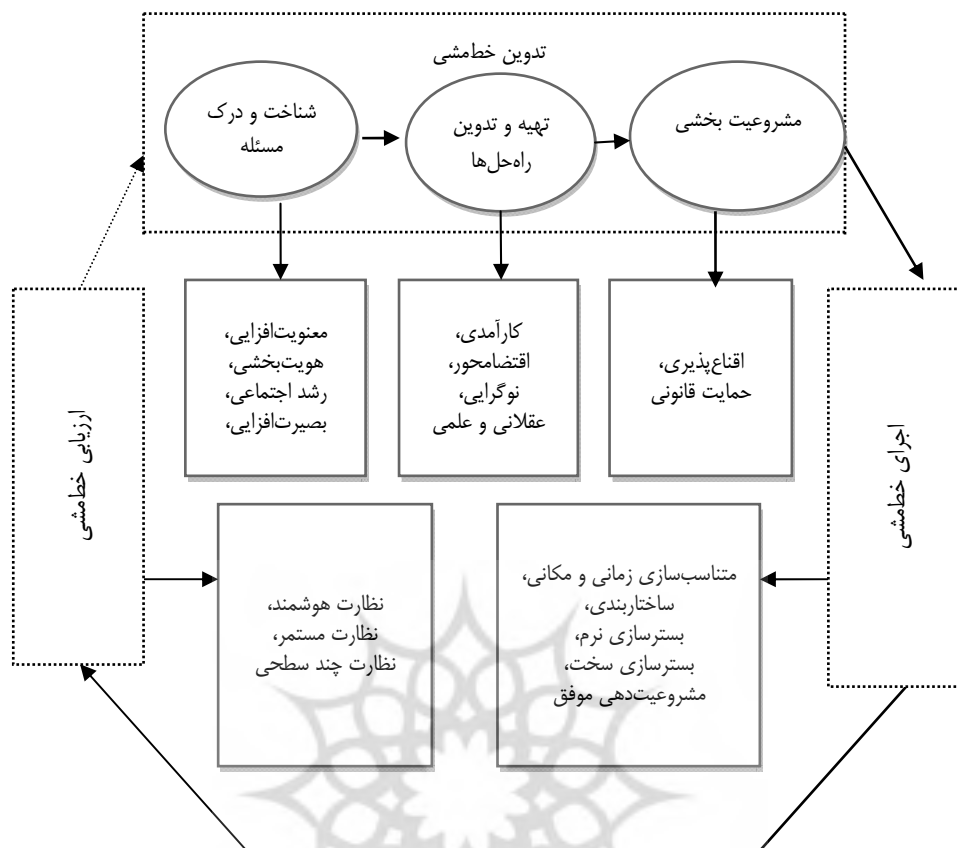 تدوین خط‌مشی
مشروعیت بخشی
تهیه و تدوین
راه‌حل‌ها
شناخت و درک
مسئله
اقناع‌پذیری،
حمایت قانونی
کارآمدی،
اقتضامحور،
نوگرایی،
عقلانی و علمی
معنویت‌افزایی،
هویت‌بخشی،
رشد اجتماعی،
بصیرت‌افزایی،
اجرای خط‌مشی
متناسب‌سازی زمانی و مکانی،
ساختاربندی،
بسترسازی نرم،
بسترسازی سخت،
مشروعیت‌دهی موفق
نظارت هوشمند،
نظارت مستمر،
نظارت چند سطحی
ارزیابی خط‌مشی